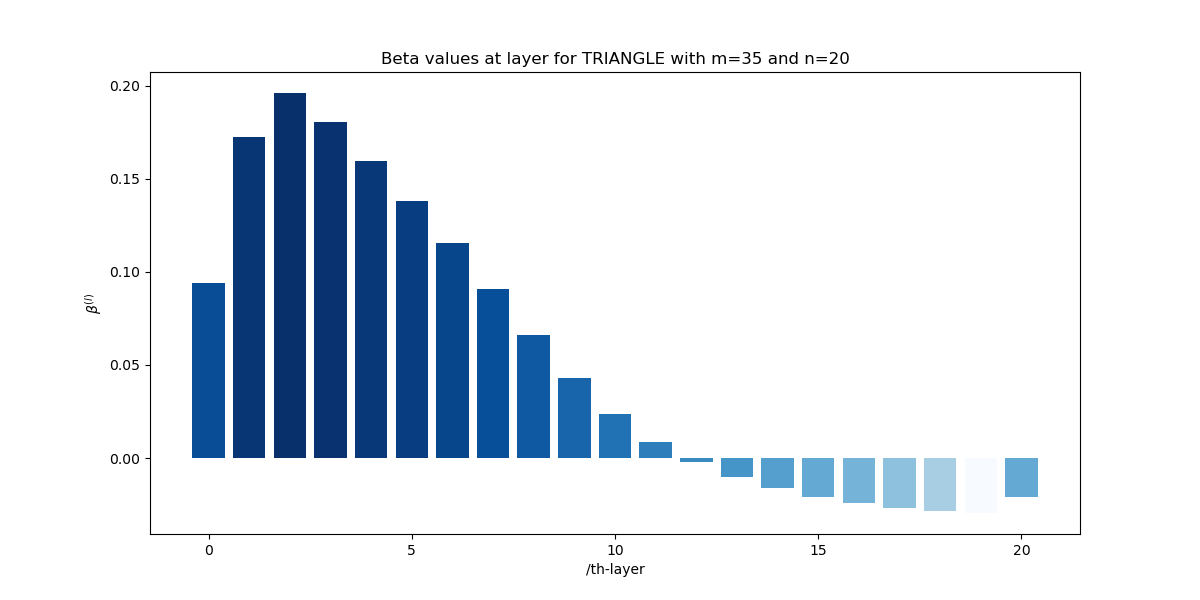 Beta values at layer for TRIANGLE with m=35 and n=20
0.20
0.15
0.10
0.05
0.00
β⁽ˡ⁾
0 5 10 15 20
/th-layer